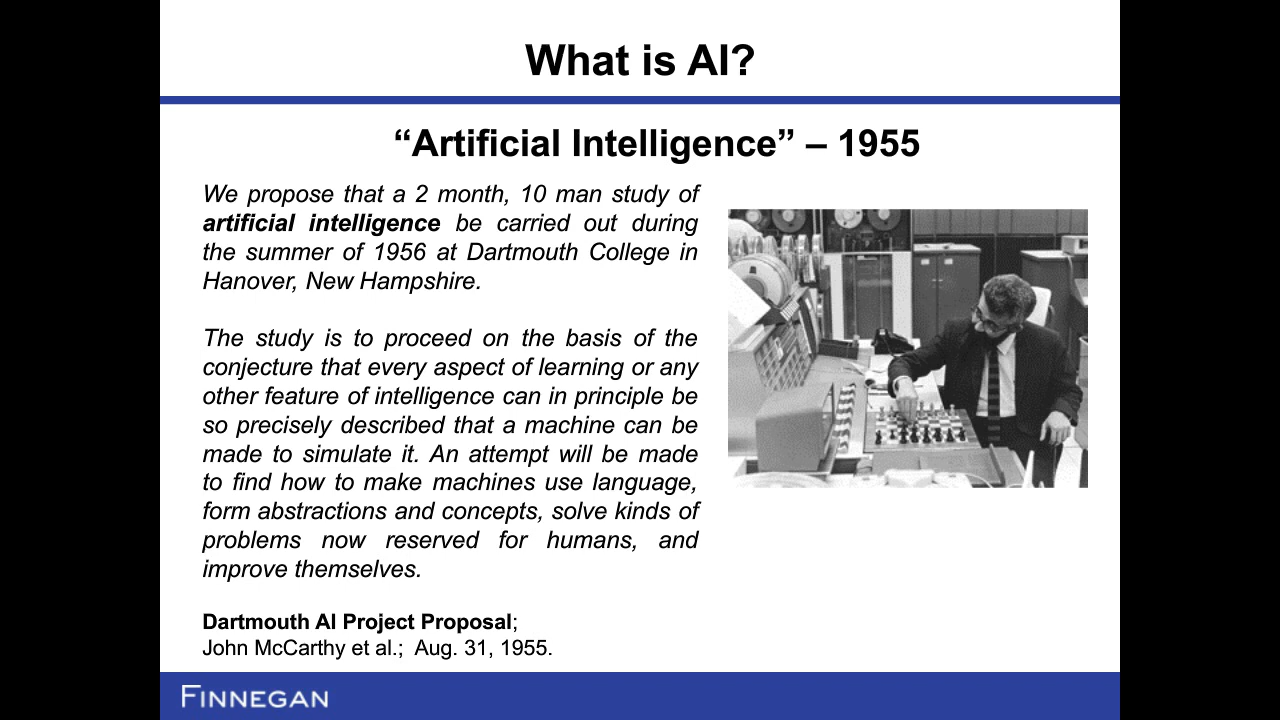 What is AI?
“Artificial Intelligence” – 1955
We propose that a 2 month, 10 man study of
artificial intelligence be carried out during
the summer of 1956 at Dartmouth College in
Hanover, New Hampshire.
The study is to proceed on the basis of the
conjecture that every aspect of learning or any
other feature of intelligence can in principle be
so precisely described that a machine can be
made to simulate it. An attempt will be made
to find how to make machines use language,
form abstractions and concepts, solve kinds of
problems now reserved for humans, and
improve themselves.
Dartmouth AI Project Proposal;
John McCarthy et al.; Aug. 31, 1955.
FINNEGAN